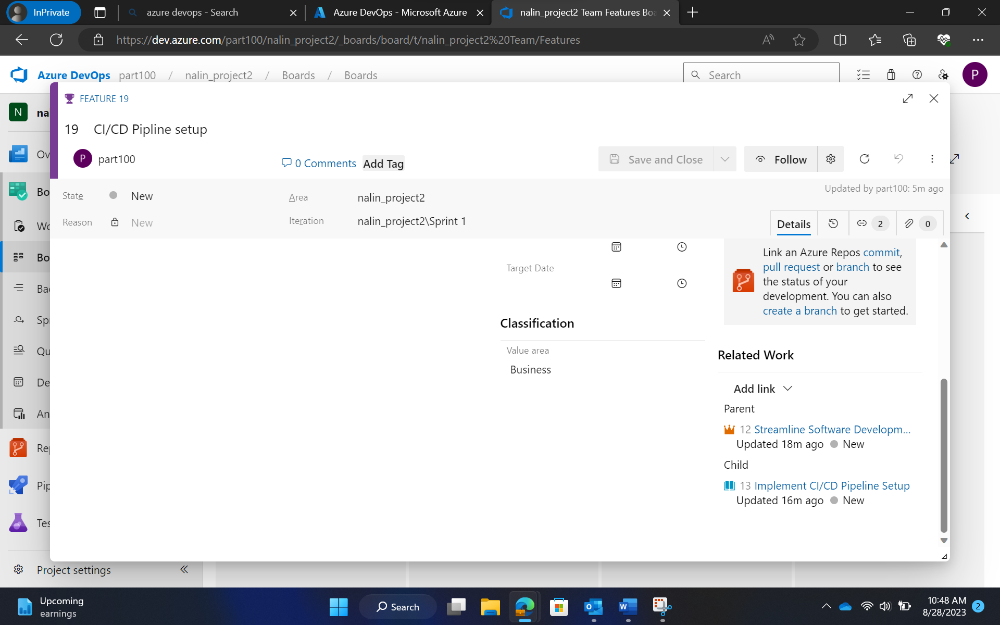 InPrivate
azure devops - Search
Azure DevOps - Microsoft Azure
nalin_project2 Team Features Boa
https://dev.azure.com/part100/nalin_project2/_boards/board/t/nalin_project2%20Team/Features
Azure DevOps part100 / nalin_project2 / Boards / Boards
Search
P
N na
FEATURE 19
19 CI/CD Pipline setup
P part100
0 Comments Add Tag
Save and Close
Follow
Updated by part100: 5m ago
State New
Area nalin_project2
Reason New
Iteration nalin_project2\Sprint 1
Details 2 0
Ov
Bo
Wo
Bo
Bac
Spi
Qu
De
An
Rep
Pip
Tes
Project settings
Target Date
Classification
Value area
Business
Link an Azure Repos commit,
pull request or branch to see
the status of your
development. You can also
create a branch to get started.
Related Work
Add link
Parent
12 Streamline Software Developm...
Updated 18m ago New
Child
13 Implement CI/CD Pipeline Setup
Updated 16m ago New
Upcoming
earnings
Search
10:48 AM
8/28/2023
2